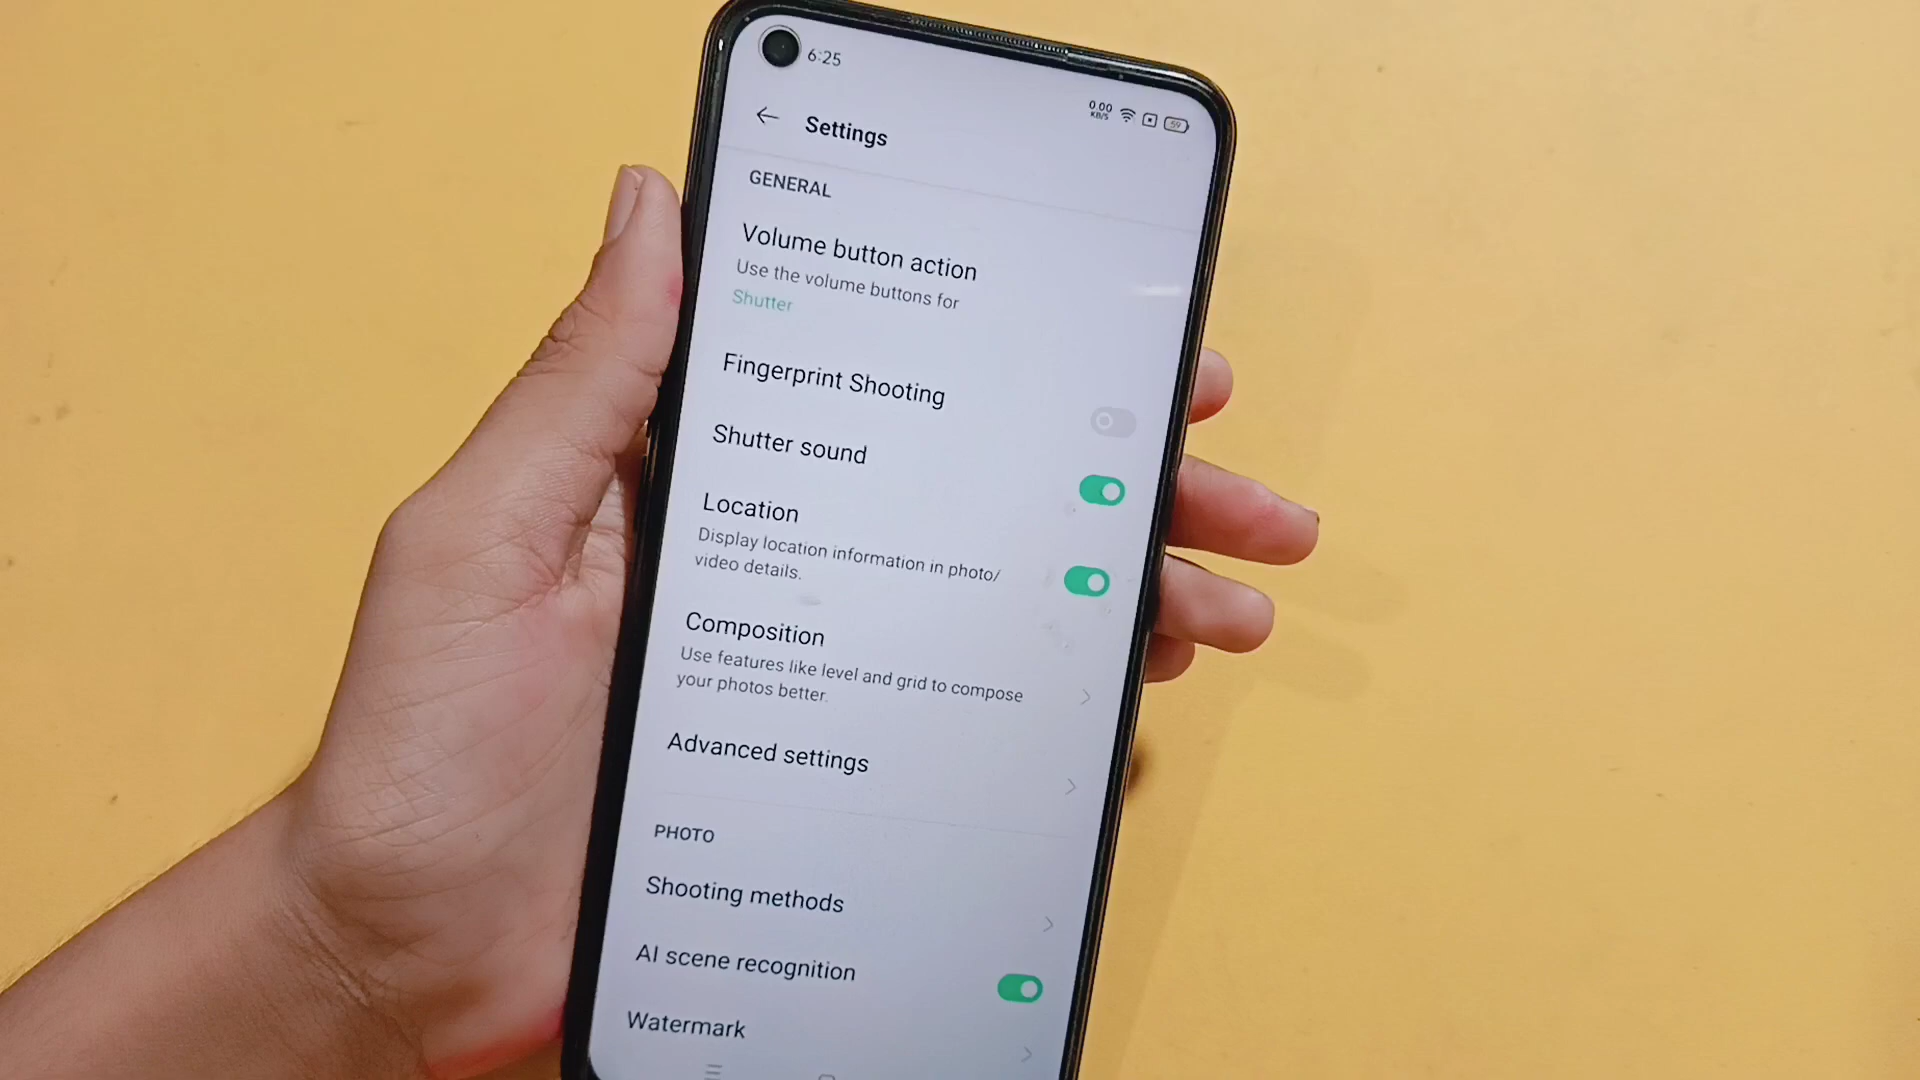 6:25
0.00
KB/S
59
Settings
GENERAL
Volume button action
Use the volume buttons for
Shutter
Fingerprint Shooting
Shutter sound
Location
Display location information in photo/
video details.
Composition
Use features like level and grid to compose
your photos better.
Advanced settings
PHOTO
Shooting methods
AI scene recognition
Watermark